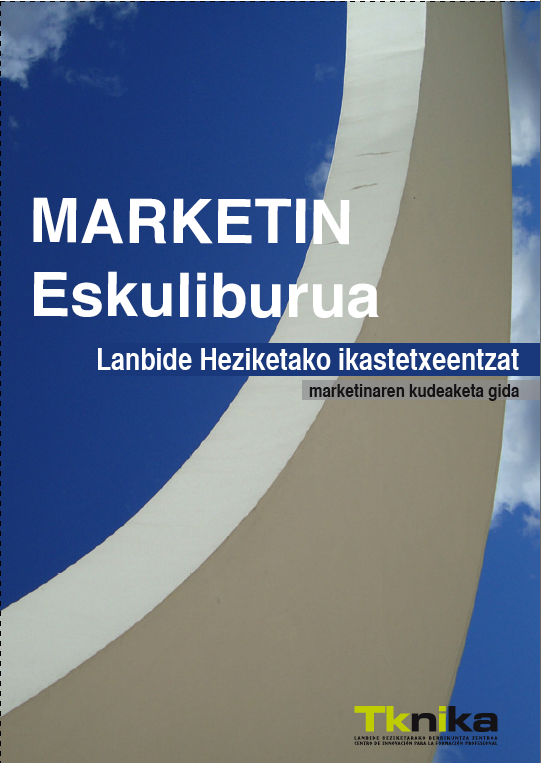 MARKETIN
Eskuliburua
Lanbide Heziketako ikastetxeentzat
marketinaren kudeaketa gida
Tknika
LANBIDE HEZIKETARAKO BERRIKUNTZA ZENTROA
CENTRO DE INNOVACIÓN PARA LA FORMACIÓN PROFESIONAL